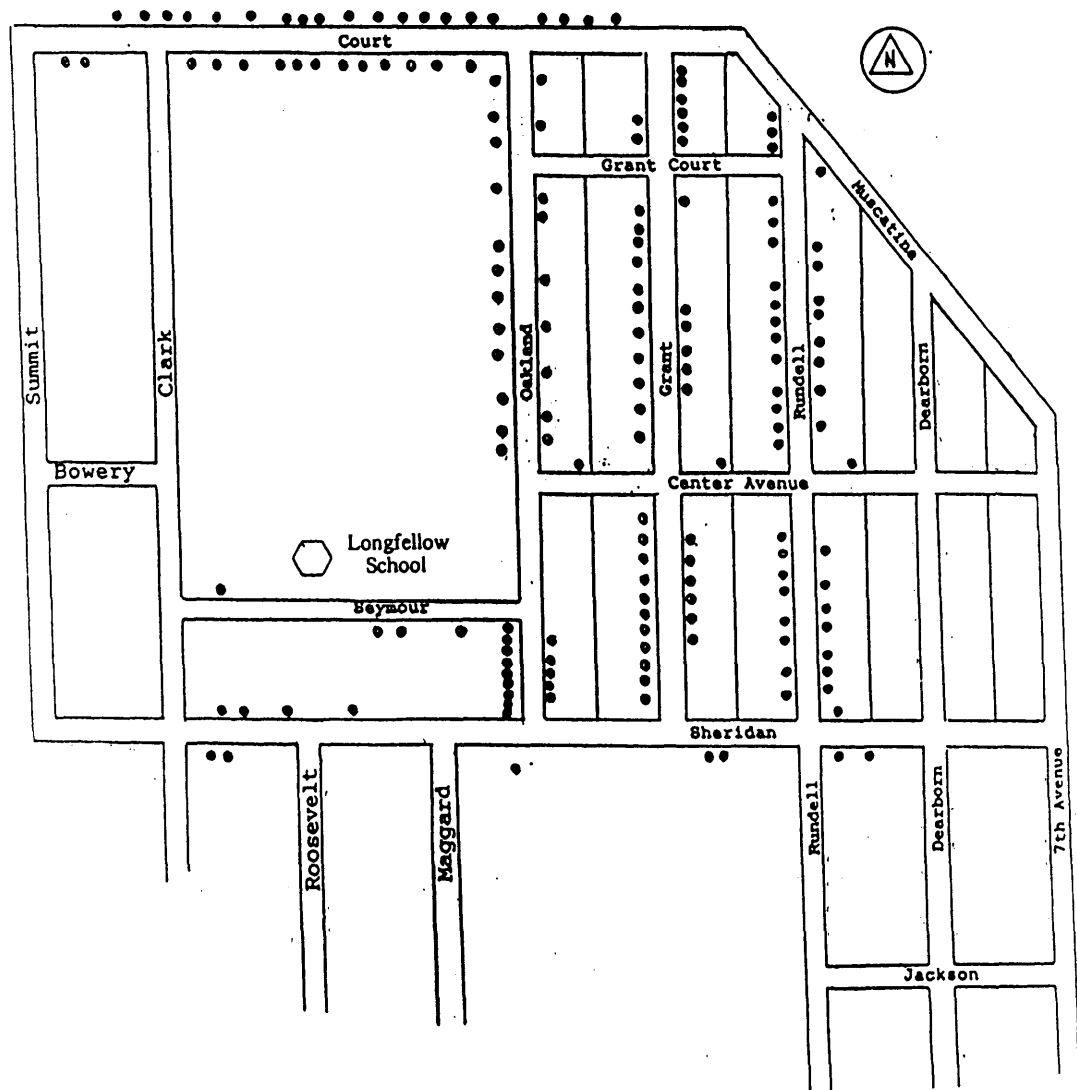 Court
N
Grant Court
Muscatine
Summit
Clark
Oakland
Grant
Rundell
Dearborn
Bowery
Center Avenue
Longfellow
School
Seymour
Sheridan
Roosevelt
Maggard
Rundell
Dearborn
7th Avenue
Jackson